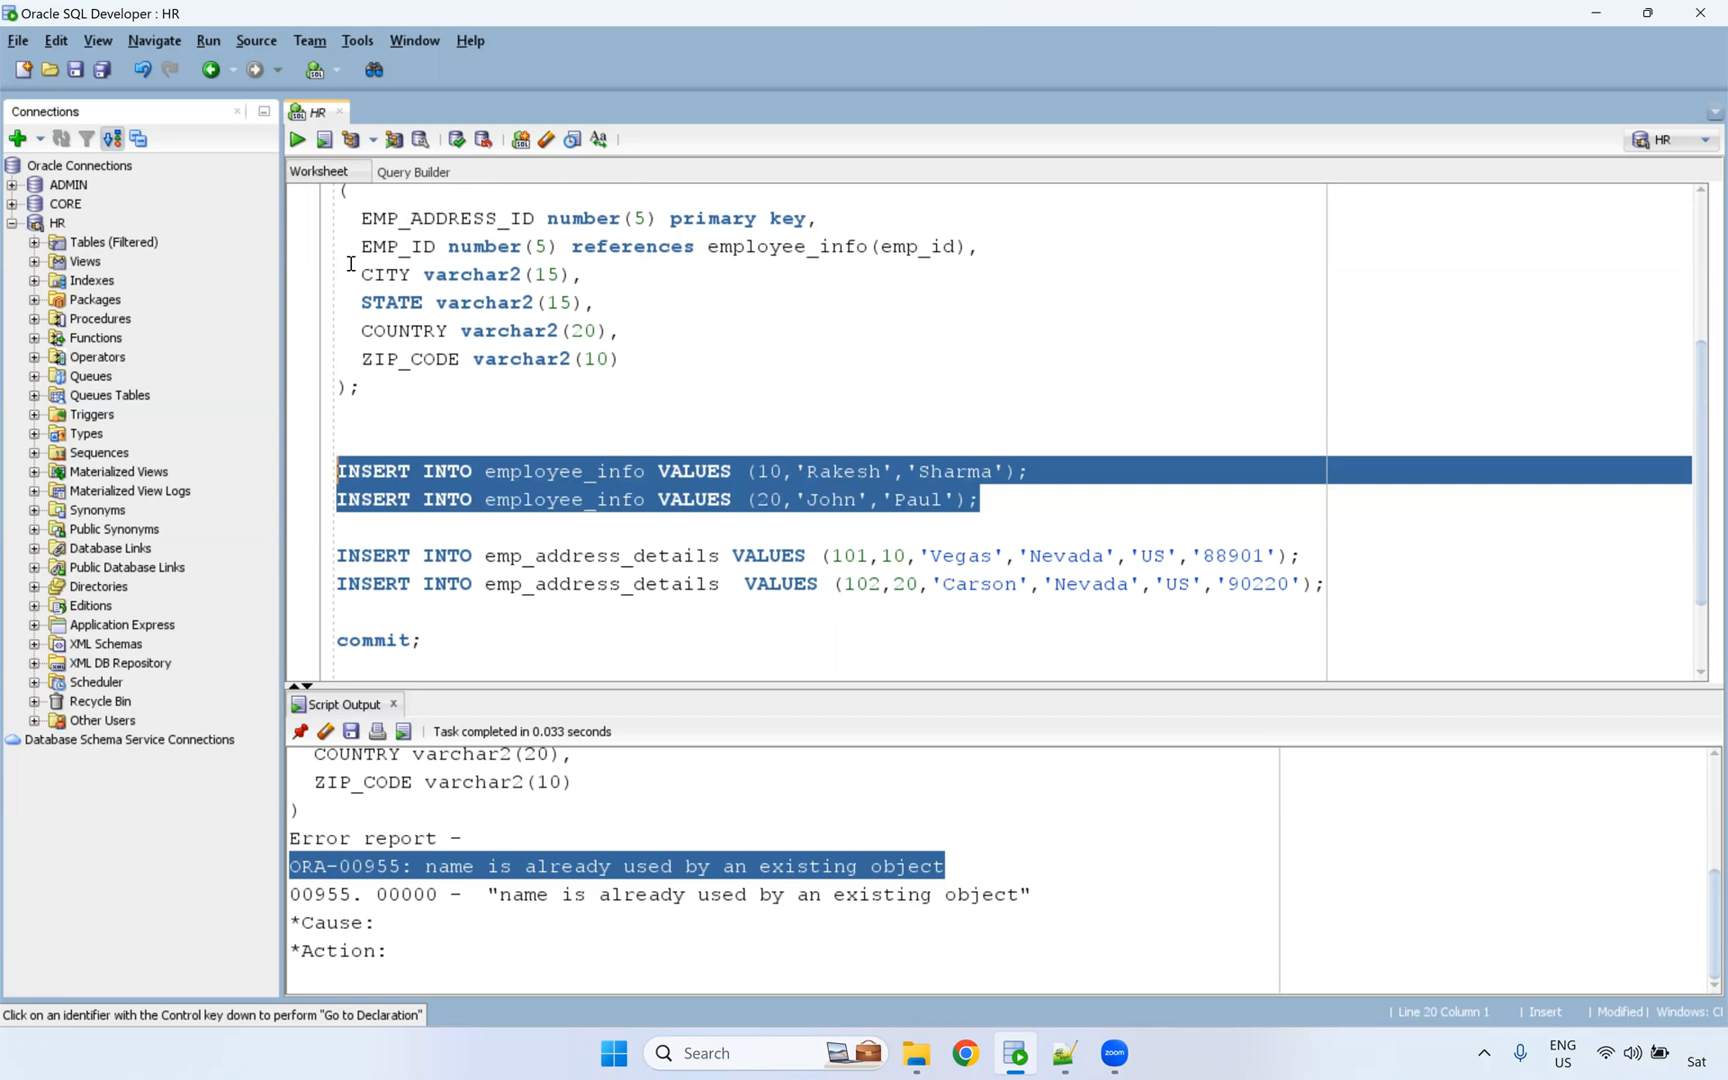 Oracle SQL Developer : HR
File Edit View Navigate Run Source Team Tools Window Help
Connections
HR
HR
Worksheet Query Builder
Oracle Connections
ADMIN
CORE
HR
Tables (Filtered)
Views
Indexes
Packages
Procedures
Functions
Operators
Queues
Queues Tables
Triggers
Types
Sequences
Materialized Views
Materialized View Logs
Synonyms
Public Synonyms
Database Links
Public Database Links
Directories
Editions
Application Express
XML Schemas
XML DB Repository
Scheduler
Recycle Bin
Other Users
Database Schema Service Connections
(
EMP_ADDRESS_ID number(5) primary key,
EMP_ID number(5) references employee_info(emp_id),
CITY varchar2(15),
STATE varchar2(15),
COUNTRY varchar2(20),
ZIP_CODE varchar2(10)
);
INSERT INTO employee_info VALUES (10,'Rakesh','Sharma');
INSERT INTO employee_info VALUES (20,'John','Paul');
INSERT INTO emp_address_details VALUES (101,10,'Vegas','Nevada','US','88901');
INSERT INTO emp_address_details VALUES (102,20,'Carson','Nevada','US','90220');
commit;
Script Output
Task completed in 0.033 seconds
COUNTRY varchar2(20),
ZIP_CODE varchar2(10)
)
Error report -
ORA-00955: name is already used by an existing object
00955. 00000 - "name is already used by an existing object"
*Cause:
*Action:
Click on an identifier with the Control key down to perform "Go to Declaration"
Line 20 Column 1 Insert Modified Windows: Cl
Search
zoom
ENG
US
Sat